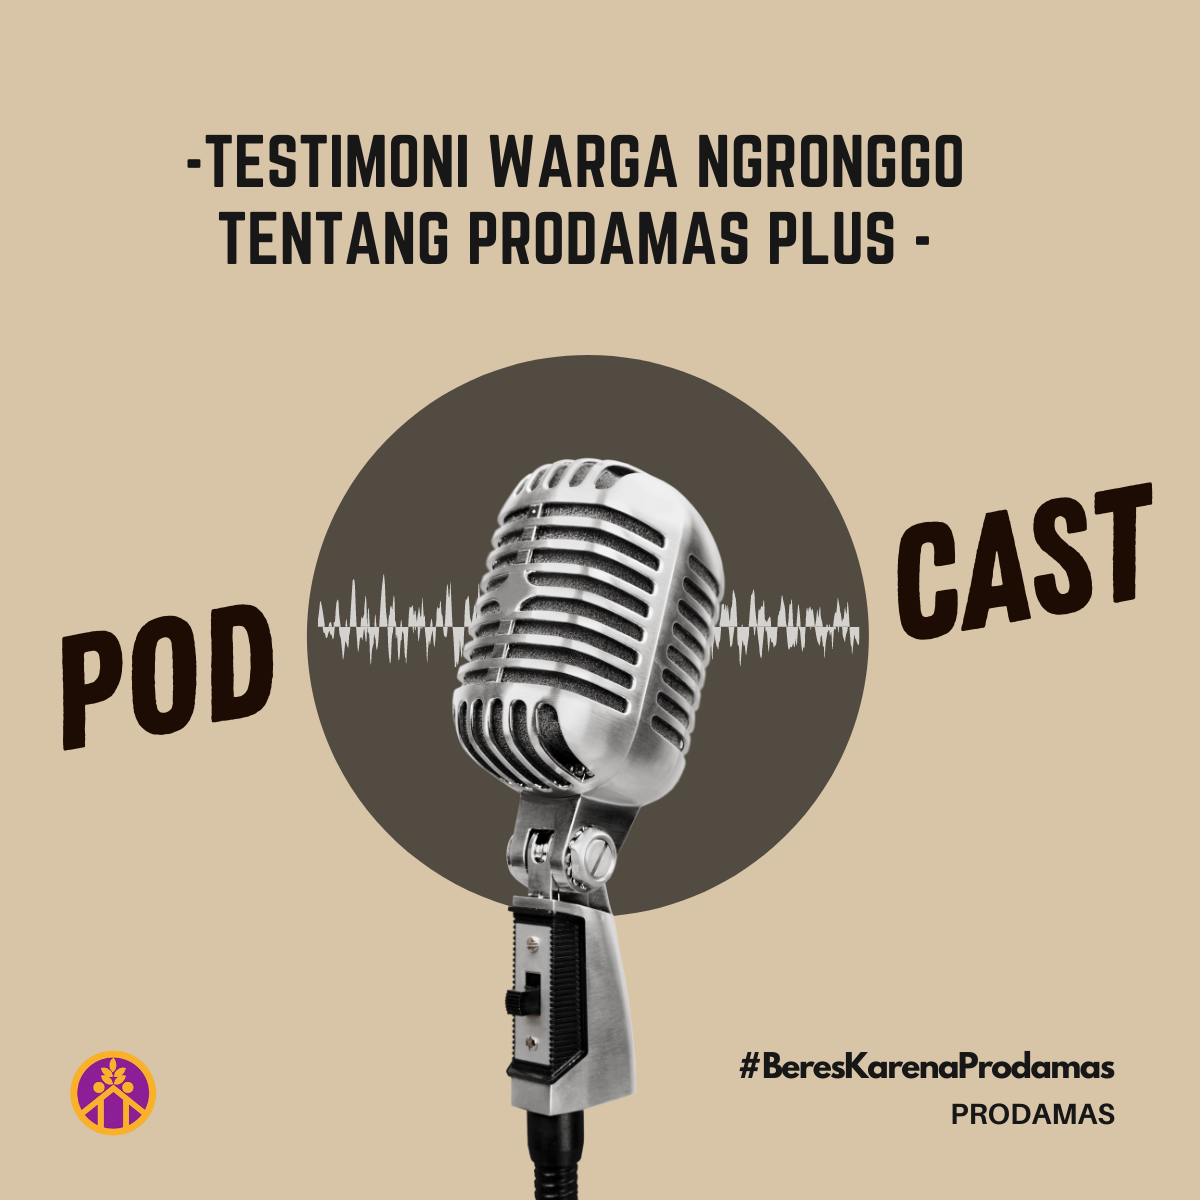 -TESTIMONI WARGA NGRONGGO
TENTANG PRODAMAS PLUS -
POD
CAST
#BeresKarenaProdamas
PRODAMAS